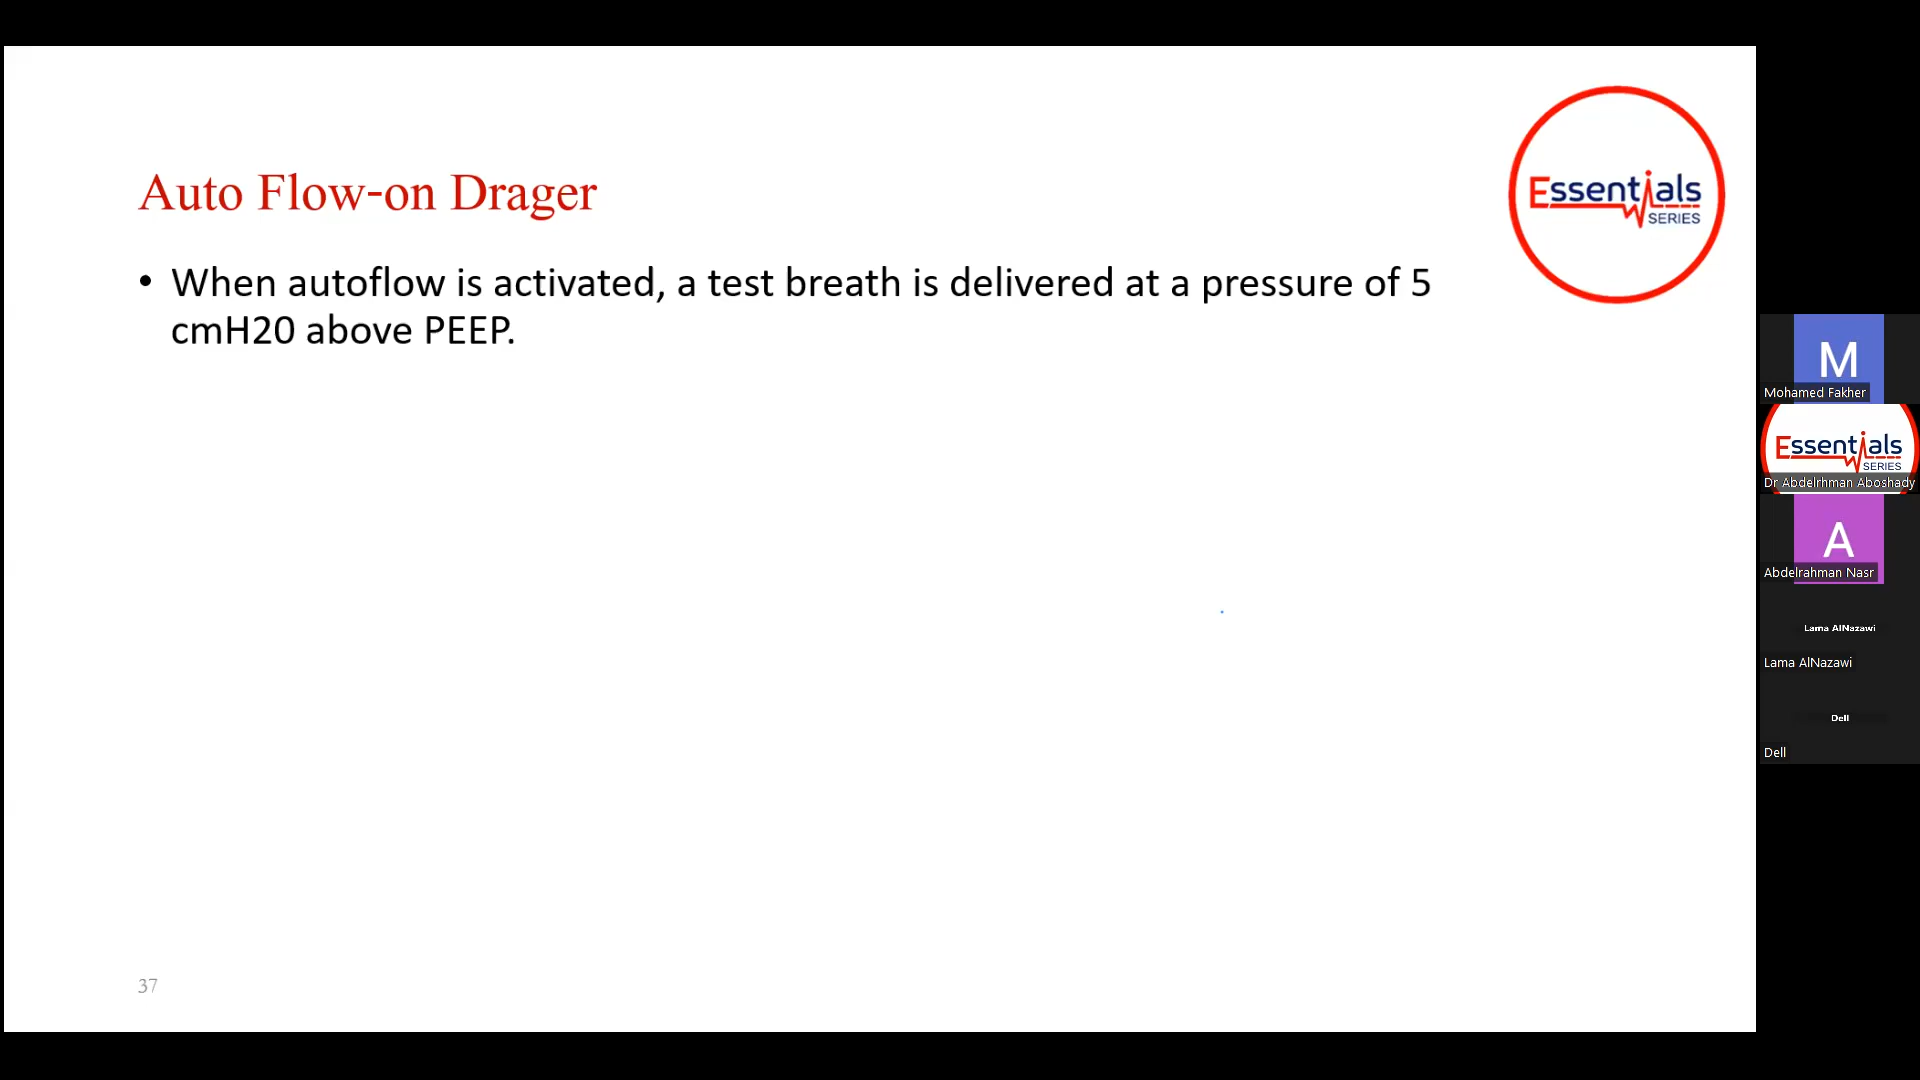 Auto Flow-on Drager
Essentials
SERIES
• When autoflow is activated, a test breath is delivered at a pressure of 5
cmH20 above PEEP.
37
M
Mohamed Fakher
Essentials
SERIES
Dr Abdelrhman Aboshady
A
Abdelrahman Nasr
Lama AlNazawi
Lama AlNazawi
Dell
Dell